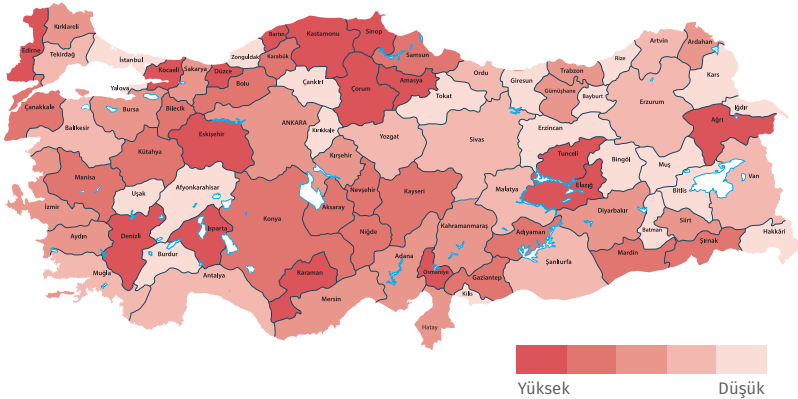 Kırklareli
Edirne
Tekirdağ
İstanbul
Kocaeli
Sakarya
Düzce
Zonguldak
Bartın
Karabük
Kastamonu
Sinop
Samsun
Bolu
Çankırı
Çorum
Amasya
Tokat
Ordu
Giresun
Trabzon
Gümüşhane
Rize
Bayburt
Artvin
Ardahan
Kars
Iğdır
Ağrı
Erzurum
Erzincan
Yalova
Bursa
Bilecik
Çanakkale
Balıkesir
Eskişehir
Kütahya
ANKARA
Kırıkkale
Yozgat
Sivas
Tunceli
Bingöl
Muş
Bitlis
Van
Hakkâri
Elazığ
Malatya
Kırşehir
Nevşehir
Kayseri
Manisa
Uşak
Afyonkarahisar
İzmir
Aydın
Denizli
Isparta
Burdur
Muğla
Antalya
Konya
Aksaray
Niğde
Karaman
Mersin
Adana
Kahramanmaraş
Osmaniye
Gaziantep
Kilis
Hatay
Adıyaman
Şanlıurfa
Diyarbakır
Batman
Siirt
Mardin
Şırnak
Yüksek
Düşük